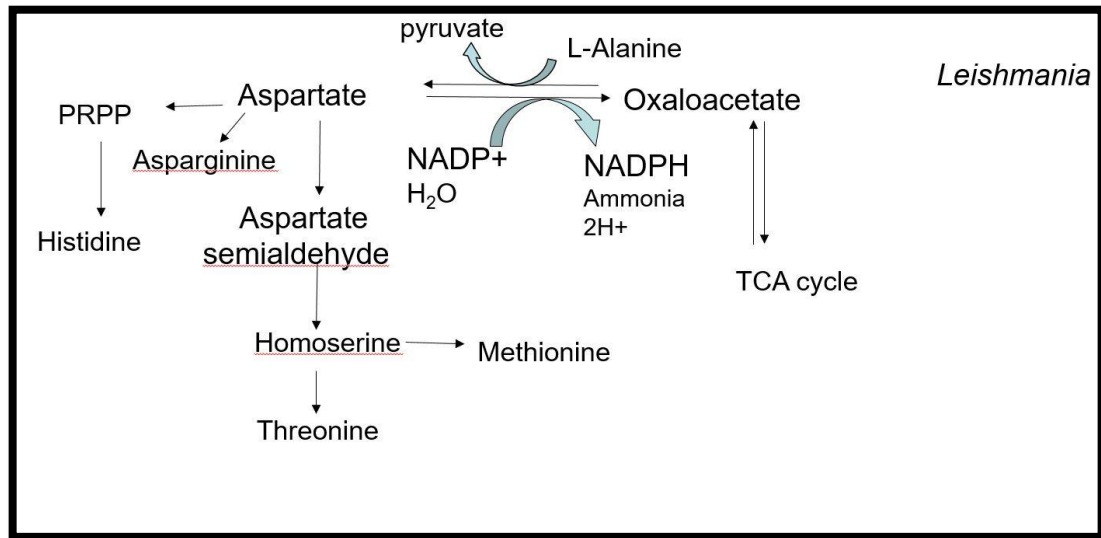 pyruvate
L-Alanine
Leishmania
Aspartate
Oxaloacetate
PRPP
Asparginine
NADP+
H₂O
NADPH
Ammonia
2H+
Aspartate
semialdehyde
Histidine
TCA cycle
Homoserine
Methionine
Threonine